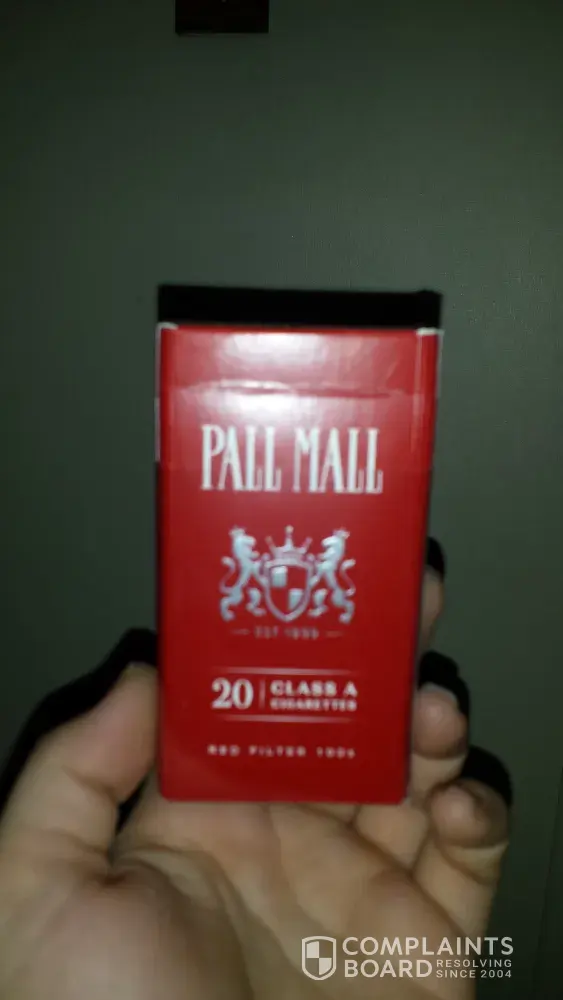 PALL MALL
EST 1899
20 CLASS A
CIGARETTES
RED FILTER 100s
COMPLAINTS
BOARD RESOLVING
SINCE 2004